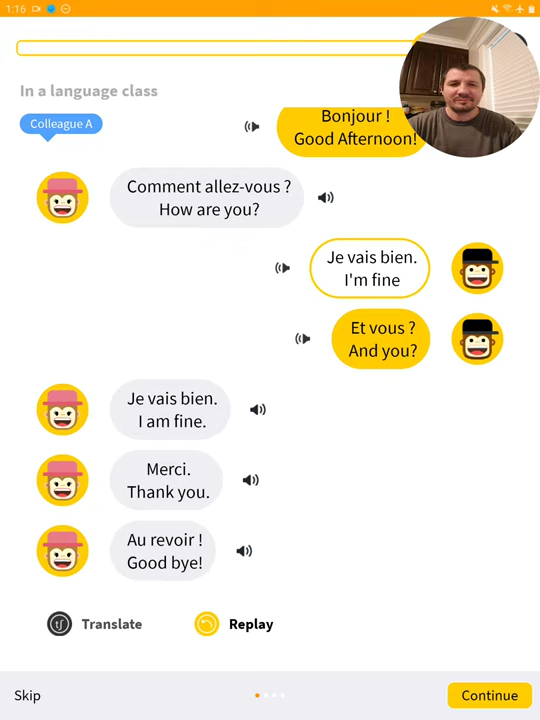 1:16
In a language class
Colleague A
Bonjour !
Good Afternoon!
Comment allez-vous ?
How are you?
Je vais bien.
I'm fine
Et vous ?
And you?
Je vais bien.
I am fine.
Merci.
Thank you.
Au revoir !
Good bye!
Translate
Replay
Skip
Continue